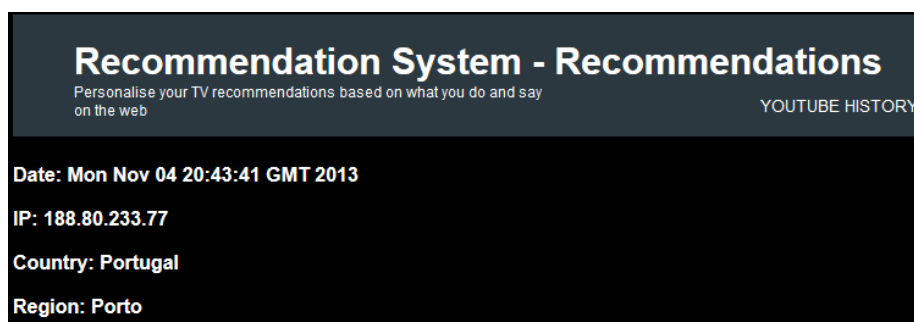 Recommendation System - Recommendations
Personalise your TV recommendations based on what you do and say
on the web
YOUTUBE HISTORY
Date: Mon Nov 04 20:43:41 GMT 2013
IP: 188.80.233.77
Country: Portugal
Region: Porto